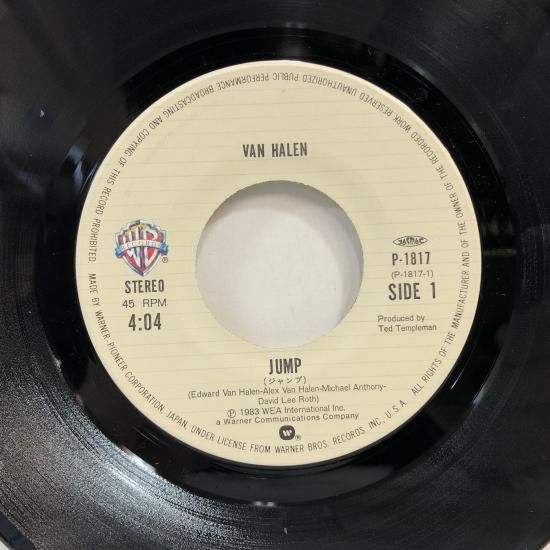 VAN HALEN
WB
RECORDS
®
STEREO
45 RPM
4:04
JASRAC
P-1817
(P-1817-1)
SIDE 1
Produced by
Ted Templeman
JUMP
(ジャンプ)
(Edward Van Halen-Alex Van Halen-Michael Anthony-
David Lee Roth)
Ⓟ 1983 WEA International Inc.
a Warner Communications Company
ALL RIGHTS OF THE MANUFACTURER AND OF THE OWNER OF THE RECORDED WORK RESERVED UNAUTHORIZED PUBLIC PERFORMANCE BROADCASTING AND COPYING OF THIS RECORD PROHIBITED.
MADE BY WARNER-PIONEER CORPORATION, JAPAN, UNDER LICENSE FROM WARNER BROS. RECORDS INC., U.S.A.